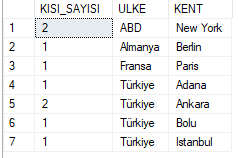 KISI_SAYISI ULKE KENT
1 2 ABD New York
2 1 Almanya Berlin
3 1 Fransa Paris
4 1 Türkiye Adana
5 2 Türkiye Ankara
6 1 Türkiye Bolu
7 1 Türkiye Istanbul